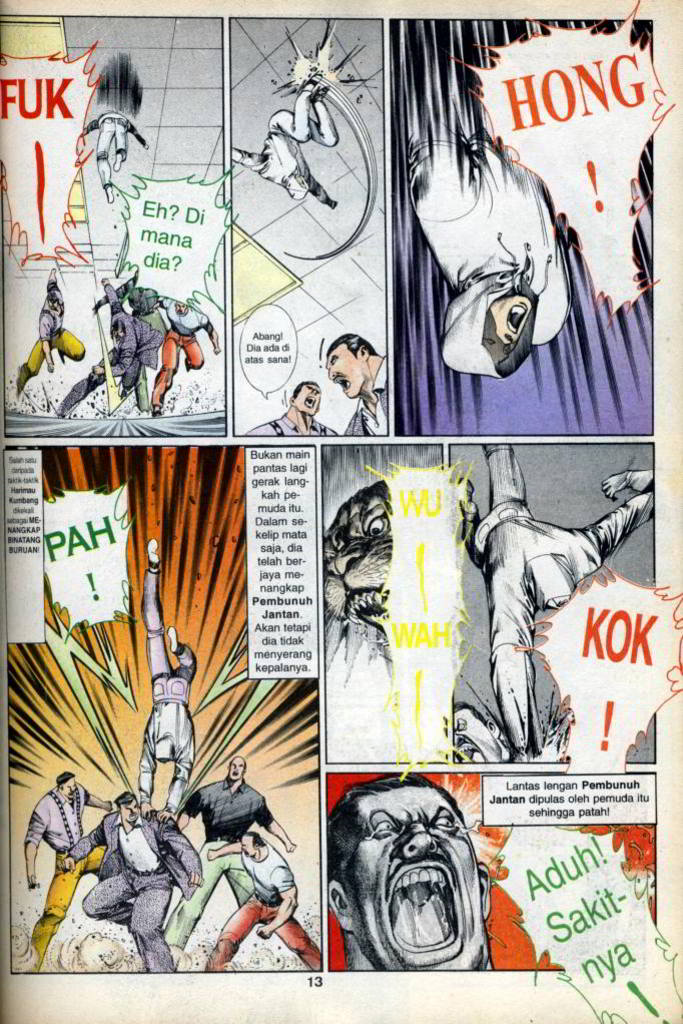 FUK
!
Eh? Di
mana
dia?
Abang!
Dia ada di
atas sana!
HONG
!
Salah satu
daripada
taktik-taktik
Harimau
Kumbang
dikekali
sebagai ME-
NANGKAP
BINATANG
BURUAN!
PAH
!
Bukan main
pantas lagi
gerak lang-
kah pe-
muda itu.
Dalam se-
kelip mata
saja, dia
telah ber-
jaya me-
nangkap
Pembunuh
Jantan.
Akan tetapi
dia tidak
menyerang
kepalanya.
WU
!
WAH
!
KOK
!
Lantas lengan Pembunuh
Jantan dipulas oleh pemuda itu
sehingga patah!
Aduh!
Sakit-
nya
!
13